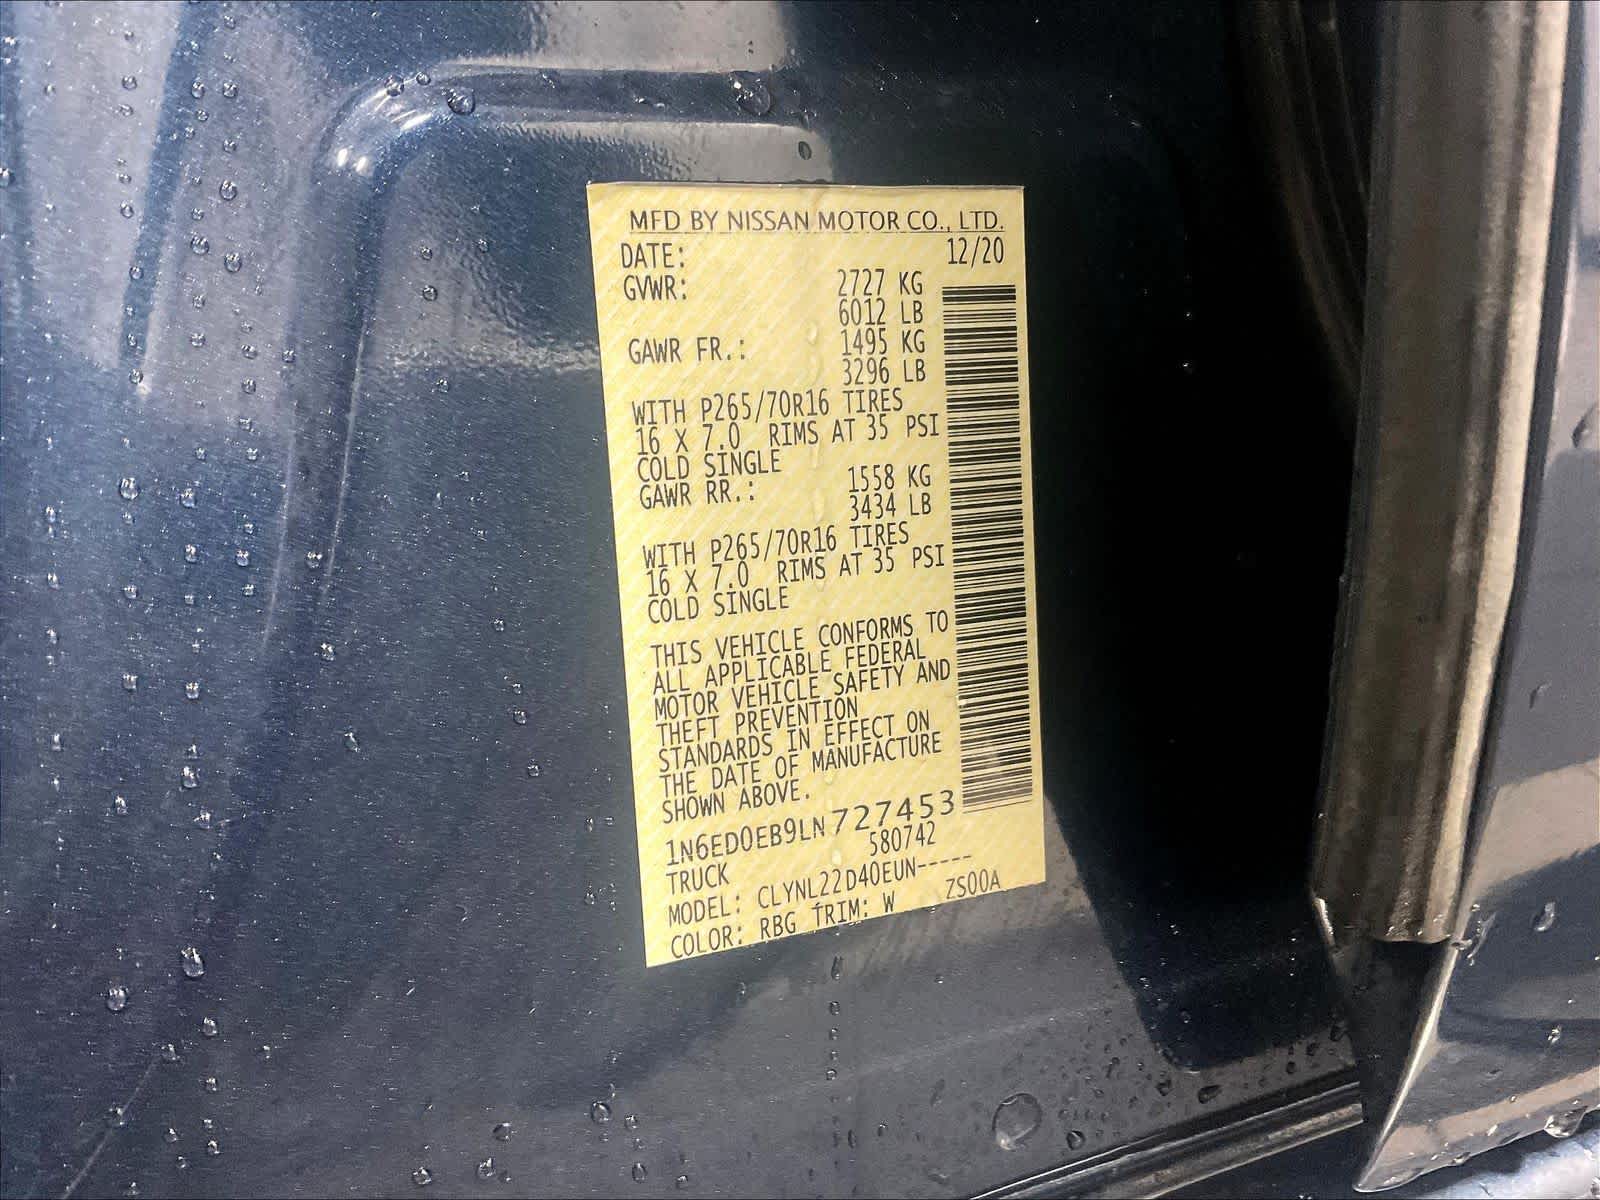 MFD BY NISSAN MOTOR CO., LTD.
DATE: 12/20
GVWR: 2727 KG
6012 LB
GAWR FR.: 1495 KG
3296 LB
WITH P265/70R16 TIRES
16 X 7.0 RIMS AT 35 PSI
COLD SINGLE
GAWR RR.: 1558 KG
3434 LB
WITH P265/70R16 TIRES
16 X 7.0 RIMS AT 35 PSI
COLD SINGLE
THIS VEHICLE CONFORMS TO
ALL APPLICABLE FEDERAL
MOTOR VEHICLE SAFETY AND
THEFT PREVENTION
STANDARDS IN EFFECT ON
THE DATE OF MANUFACTURE
SHOWN ABOVE.
1N6ED0EB9LN727453
TRUCK 580742
MODEL: CLYNL22D40EUN-----
COLOR: RBG TRIM: W ZS00A